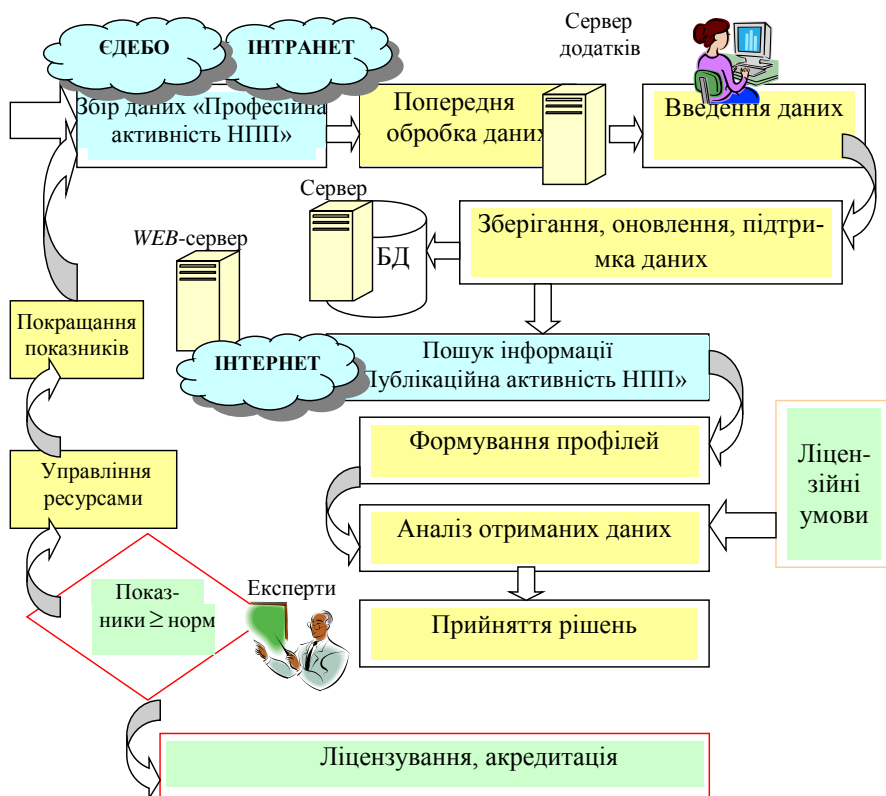 ЄДЕБО
ІНТРАНЕТ
Сервер
додатків
Збір даних «Професійна
активність НПП»
Попередня
обробка даних
Введення даних
Сервер
WEB-сервер
БД
Зберігання, оновлення, підтри-
мка даних
Покращання
показників
ІНТЕРНЕТ
Пошук інформації
Публікаційна активність НПП»
Формування профілей
Ліцен-
зійні
умови
Управління
ресурсами
Аналіз отриманих даних
Показ-
ники ≥ норм
Експерти
Прийняття рішень
Ліцензування, акредитація